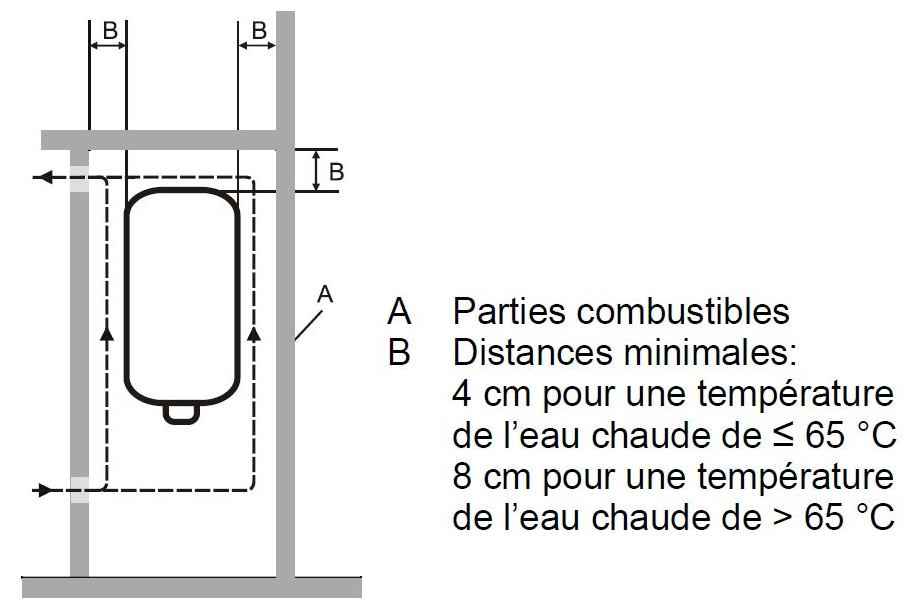 B
B
B
A
A Parties combustibles
B Distances minimales:
4 cm pour une température
de l’eau chaude de ≤ 65 °C
8 cm pour une température
de l’eau chaude de > 65 °C